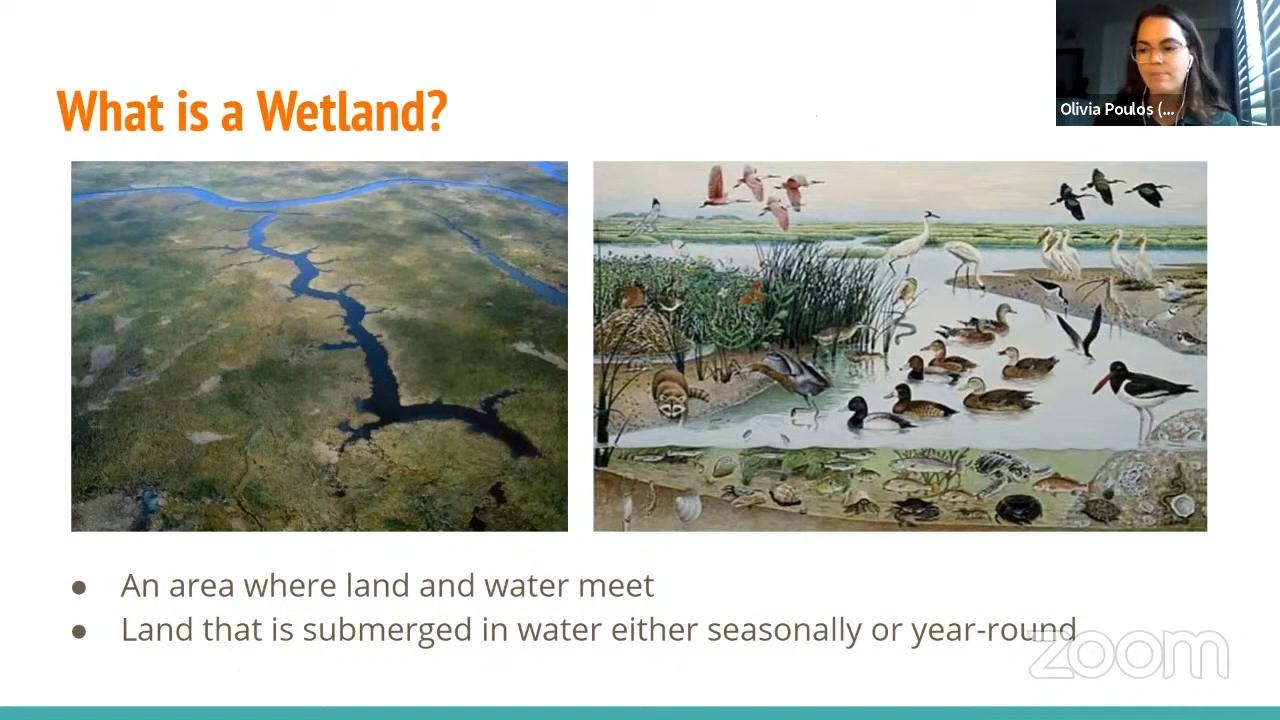 What is a Wetland?
Olivia Poulos (...
● An area where land and water meet
● Land that is submerged in water either seasonally or year-round
zoom